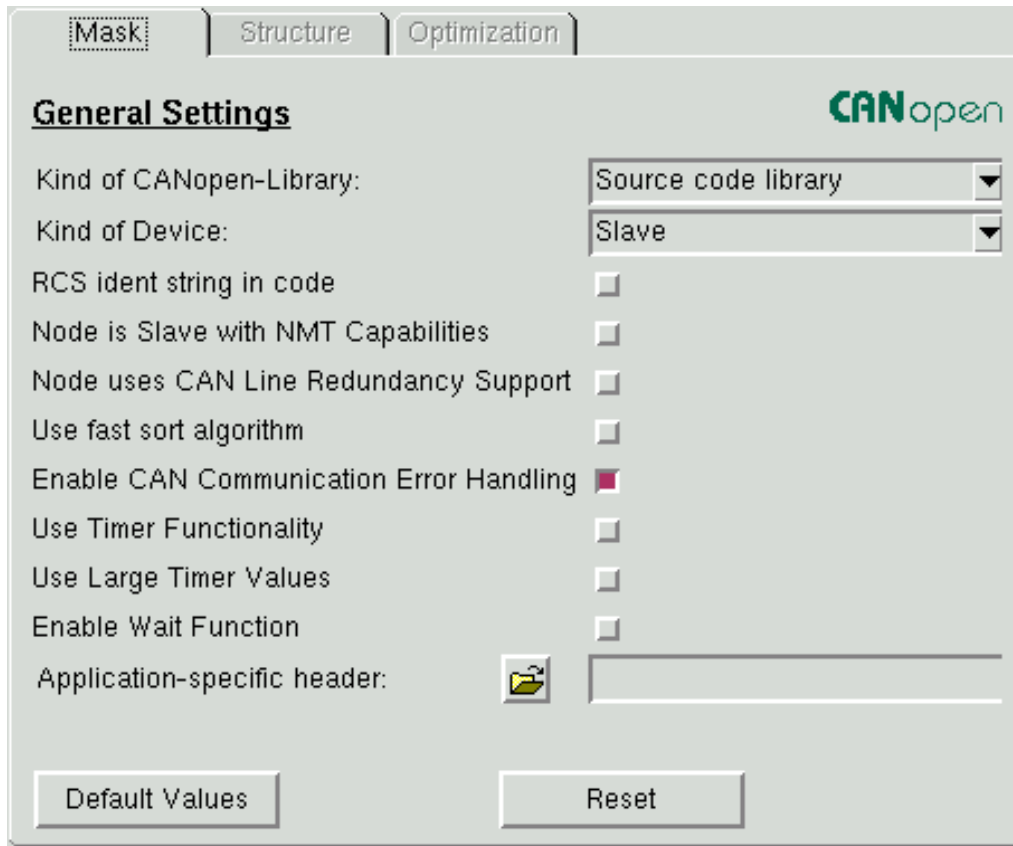 Mask Structure Optimization
General Settings
CANopen
Kind of CANopen-Library: Source code library
Kind of Device: Slave
RCS ident string in code
Node is Slave with NMT Capabilities
Node uses CAN Line Redundancy Support
Use fast sort algorithm
Enable CAN Communication Error Handling
Use Timer Functionality
Use Large Timer Values
Enable Wait Function
Application-specific header:
Default Values Reset